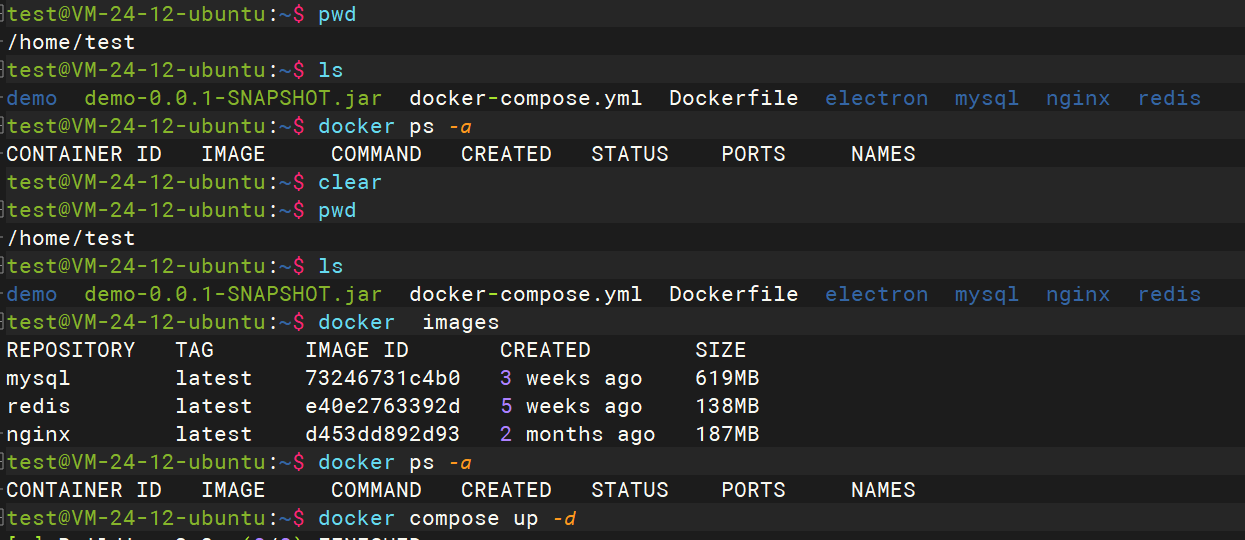 test@VM-24-12-ubuntu:~$ pwd
/home/test
test@VM-24-12-ubuntu:~$ ls
demo  demo-0.0.1-SNAPSHOT.jar  docker-compose.yml  Dockerfile  electron  mysql  nginx  redis
test@VM-24-12-ubuntu:~$ docker ps -a
CONTAINER ID   IMAGE     COMMAND   CREATED   STATUS    PORTS     NAMES
test@VM-24-12-ubuntu:~$ clear
test@VM-24-12-ubuntu:~$ pwd
/home/test
test@VM-24-12-ubuntu:~$ ls
demo  demo-0.0.1-SNAPSHOT.jar  docker-compose.yml  Dockerfile  electron  mysql  nginx  redis
test@VM-24-12-ubuntu:~$ docker  images
REPOSITORY   TAG       IMAGE ID       CREATED        SIZE
mysql        latest    73246731c4b0   3 weeks ago    619MB
redis        latest    e40e2763392d   5 weeks ago    138MB
nginx        latest    d453dd892d93   2 months ago   187MB
test@VM-24-12-ubuntu:~$ docker ps -a
CONTAINER ID   IMAGE     COMMAND   CREATED   STATUS    PORTS     NAMES
test@VM-24-12-ubuntu:~$ docker compose up -d